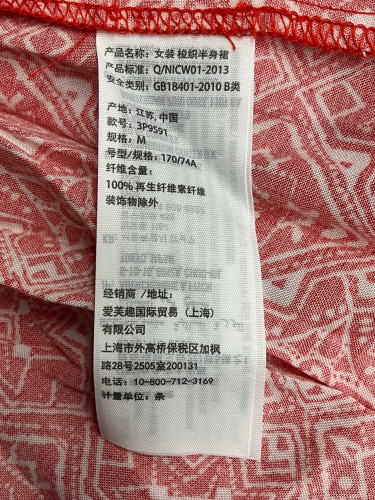 产品名称: 女装 梭织半身裙
产品标准: Q/NICW01-2013
安全类别: GB18401-2010 B类
产地: 江苏, 中国
款号: 3P9591
规格: M
号型/规格: 170/74A
纤维含量:
100% 再生纤维素纤维
装饰物除外
经销商 /地址:
爱芙趣国际贸易 (上海)
有限公司
上海市外高桥保税区加枫
路28号2505室200131
电话: 10-800-712-3169
计量单位: 条